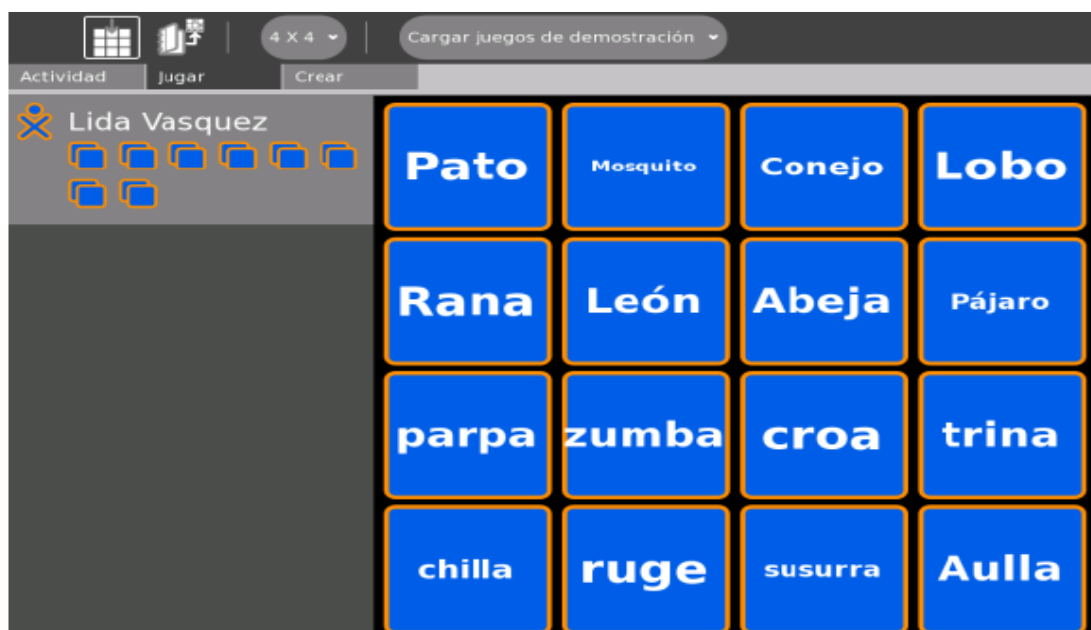 4 X 4 Cargar juegos de demostración
Actividad Jugar Crear
Lida Vasquez
Pato Mosquito Conejo Lobo
Rana León Abeja Pájaro
parpa zumba croa trina
chilla ruge susurra Aulla